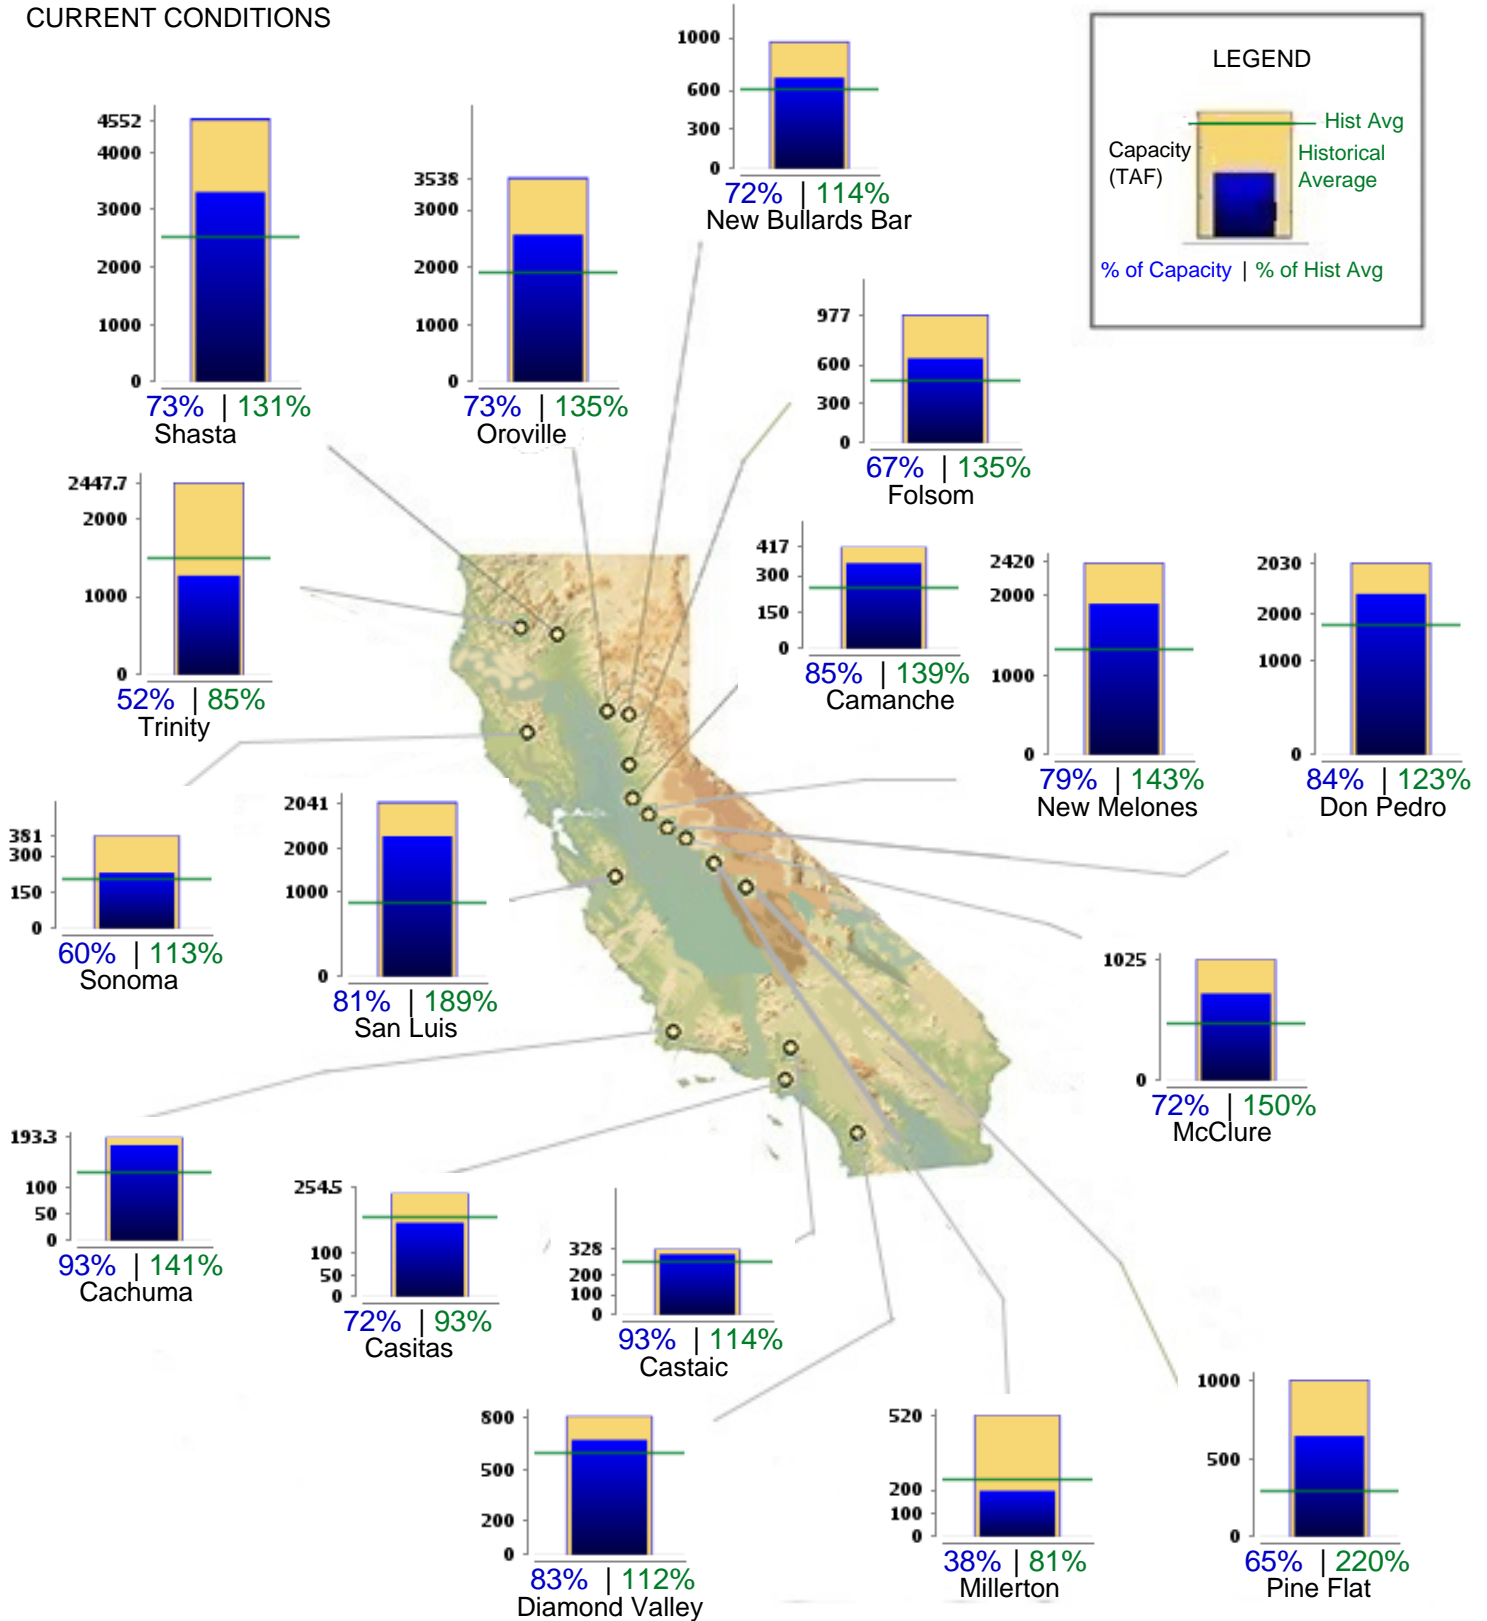 CURRENT CONDITIONS
1000
600
300
0
72% | 114%
New Bullards Bar
LEGEND
Hist Avg
Capacity
(TAF)
Historical
Average
% of Capacity | % of Hist Avg
4552
4000
3000
2000
1000
0
73% | 131%
Shasta
3538
3000
2000
1000
0
73% | 135%
Oroville
977
600
300
0
67% | 135%
Folsom
2447.7
2000
1000
0
52% | 85%
Trinity
417
300
150
0
85% | 139%
Camanche
2420
2000
1000
0
79% | 143%
New Melones
2030
2000
1000
0
84% | 123%
Don Pedro
381
300
150
0
60% | 113%
Sonoma
2041
2000
1000
0
81% | 189%
San Luis
1025
0
72% | 150%
McClure
193.3
100
50
0
93% | 141%
Cachuma
254.5
100
50
0
72% | 93%
Casitas
328
200
100
0
93% | 114%
Castaic
800
500
200
0
83% | 112%
Diamond Valley
520
200
100
0
38% | 81%
Millerton
1000
500
0
65% | 220%
Pine Flat